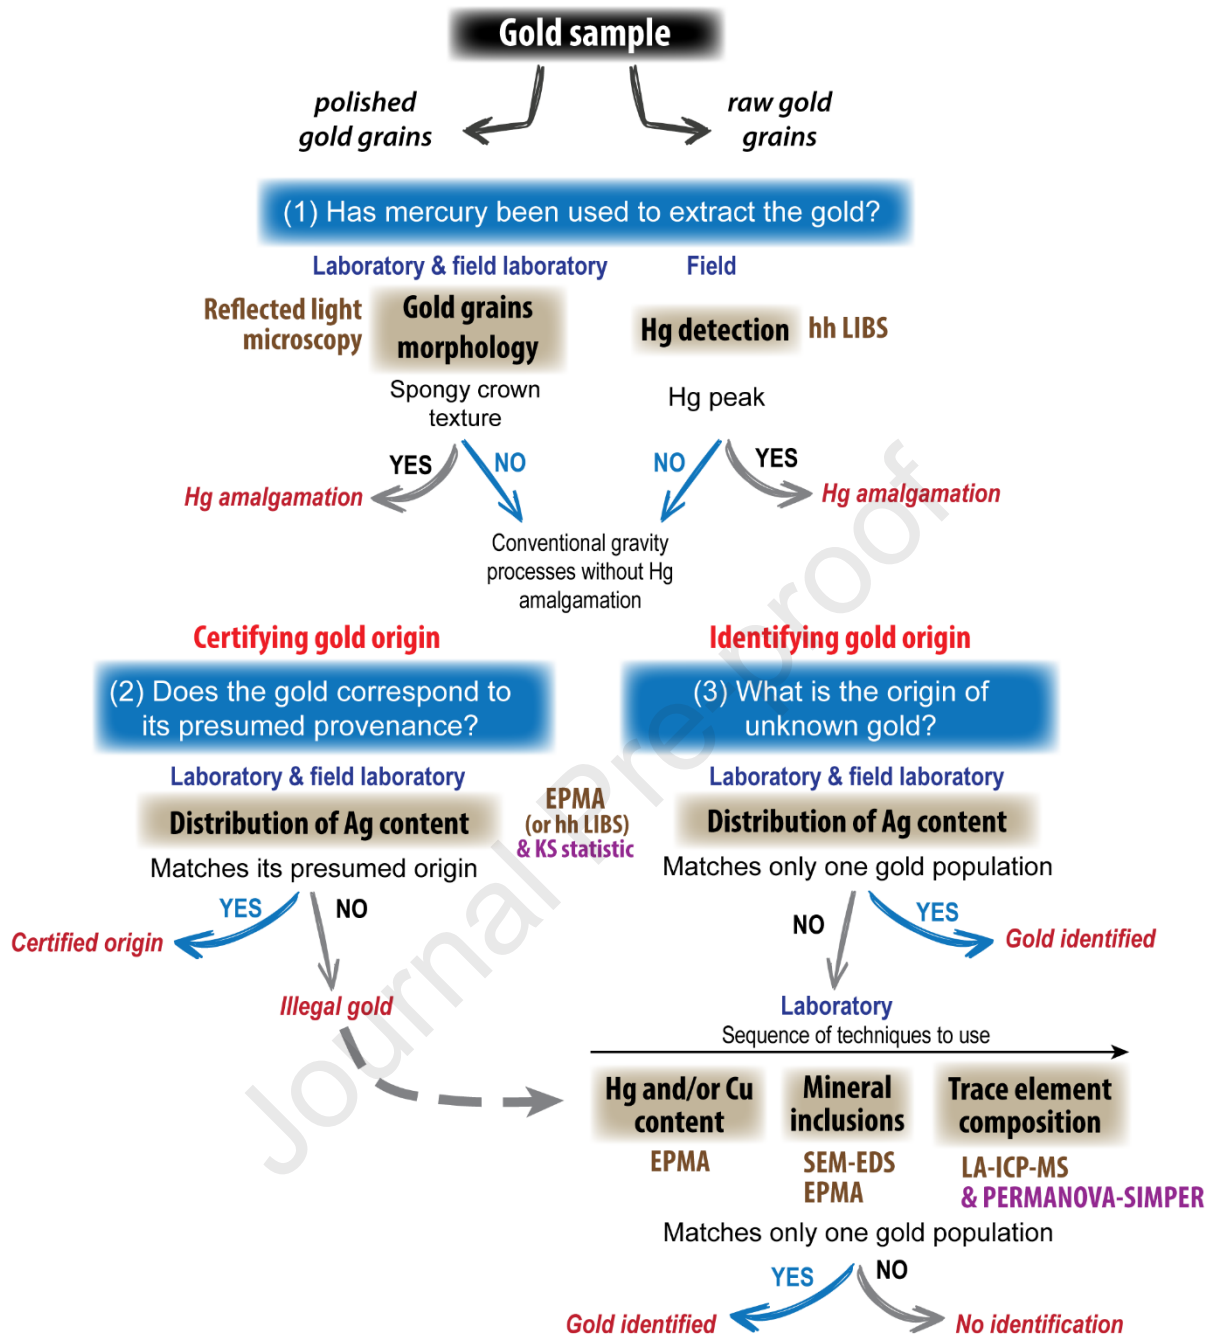 Gold sample
polished
gold grains
raw gold
grains
(1) Has mercury been used to extract the gold?
Laboratory & field laboratory
Field
Reflected light
microscopy
Gold grains
morphology
Hg detection
hh LIBS
Spongy crown
texture
Hg peak
YES
NO
NO
YES
Hg amalgamation
Hg amalgamation
Conventional gravity
processes without Hg
amalgamation
Certifying gold origin
Identifying gold origin
(2) Does the gold correspond to
its presumed provenance?
(3) What is the origin of
unknown gold?
Laboratory & field laboratory
Laboratory & field laboratory
Distribution of Ag content
EPMA
(or hh LIBS)
& KS statistic
Distribution of Ag content
Matches its presumed origin
Matches only one gold population
YES
NO
NO
YES
Certified origin
Gold identified
Illegal gold
Laboratory
Sequence of techniques to use
Hg and/or Cu
content
Mineral
inclusions
Trace element
composition
EPMA
SEM-EDS
EPMA
LA-ICP-MS
& PERMANOVA-SIMPER
Matches only one gold population
YES
NO
Gold identified
No identification
Journal Pre-proof